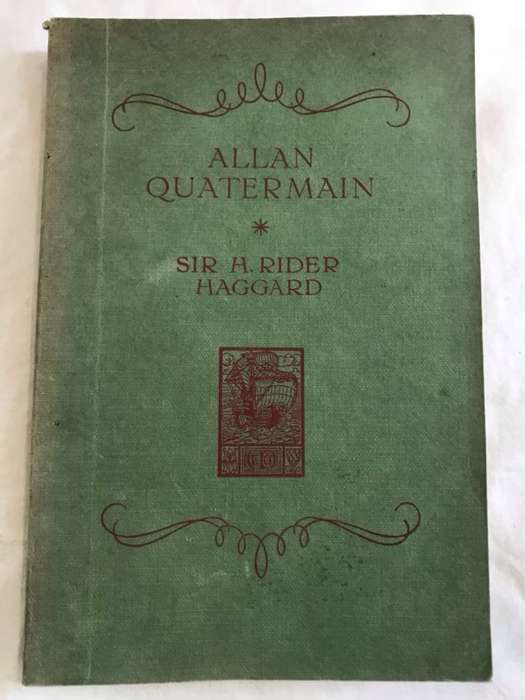 ALLAN
QUATERMAIN
SIR H. RIDER
HAGGARD